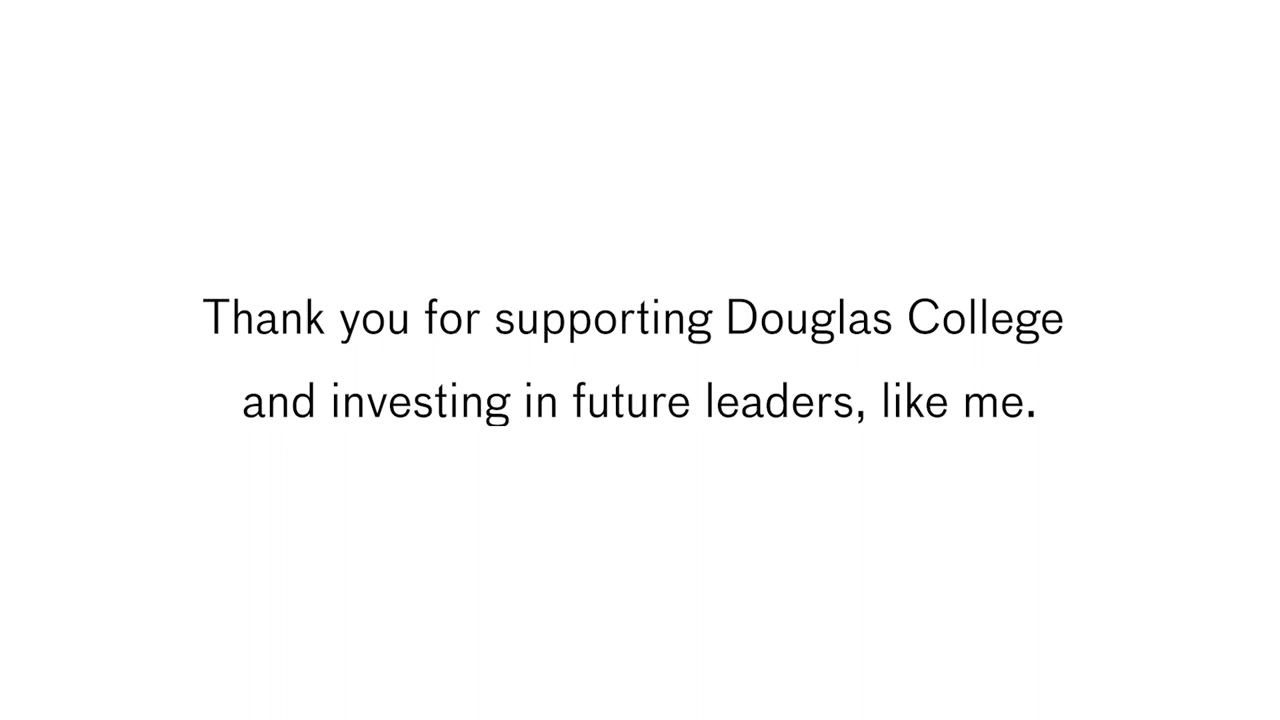 Thank you for supporting Douglas College
and investing in future leaders, like me.